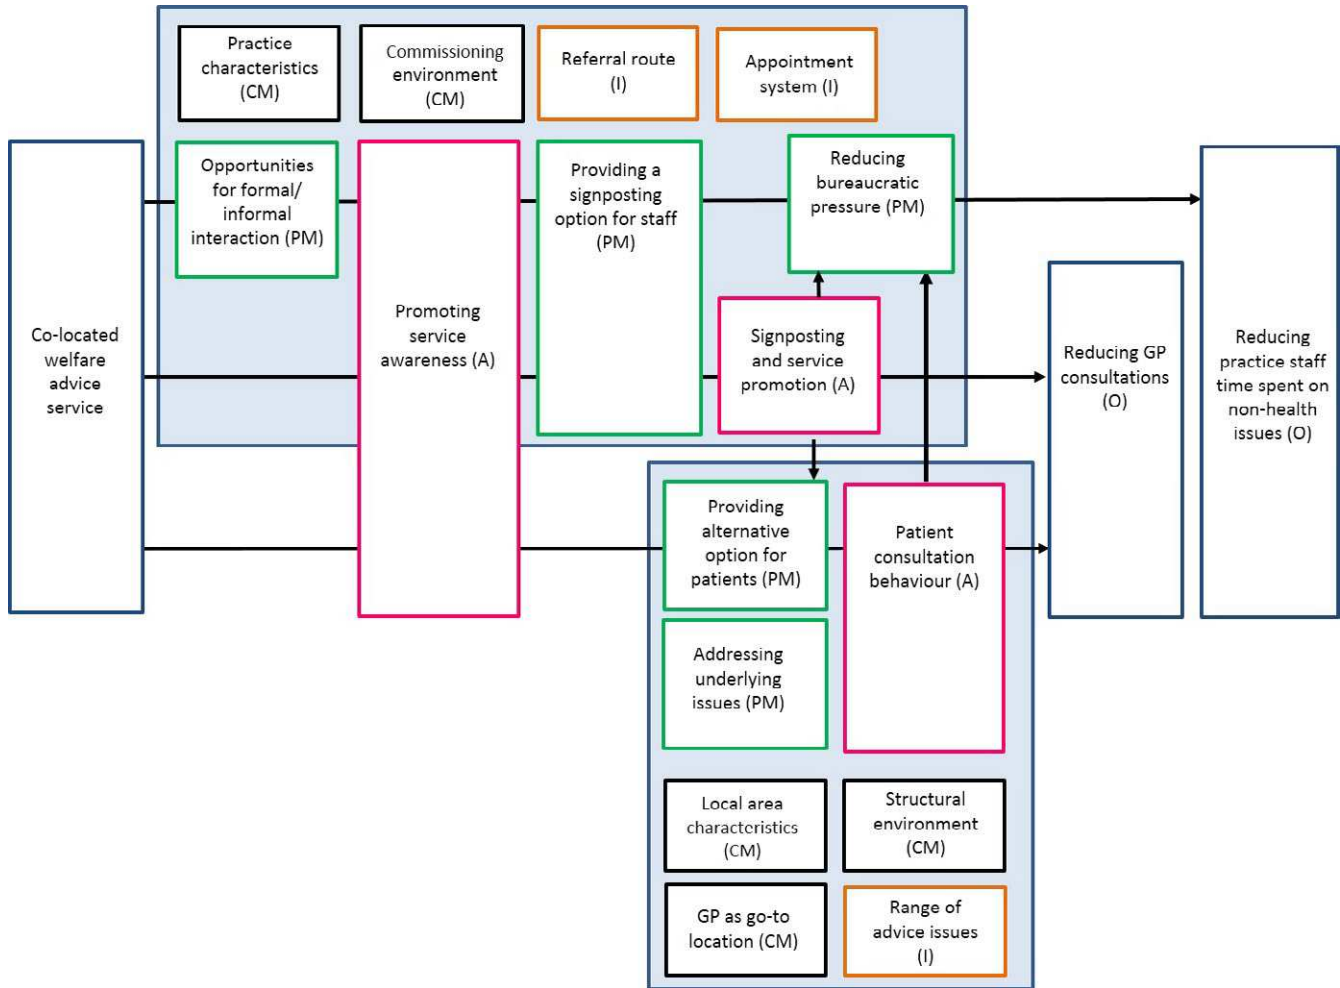 Practice
characteristics
(CM)
Commissioning
environment
(CM)
Referral route
(I)
Appointment
system (I)
Opportunities
for formal/
informal
interaction (PM)
Providing a
signposting
option for staff
(PM)
Reducing
bureaucratic
pressure (PM)
Co-located
welfare
advice
service
Promoting
service
awareness (A)
Signposting
and service
promotion (A)
Reducing GP
consultations
(O)
Reducing
practice staff
time spent on
non-health
issues (O)
Providing
alternative
option for
patients (PM)
Patient
consultation
behaviour (A)
Addressing
underlying
issues (PM)
Local area
characteristics
(CM)
Structural
environment
(CM)
GP as go-to
location (CM)
Range of
advice issues
(I)